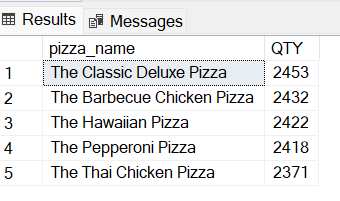 Results Messages
pizza_name QTY
1 The Classic Deluxe Pizza 2453
2 The Barbecue Chicken Pizza 2432
3 The Hawaiian Pizza 2422
4 The Pepperoni Pizza 2418
5 The Thai Chicken Pizza 2371